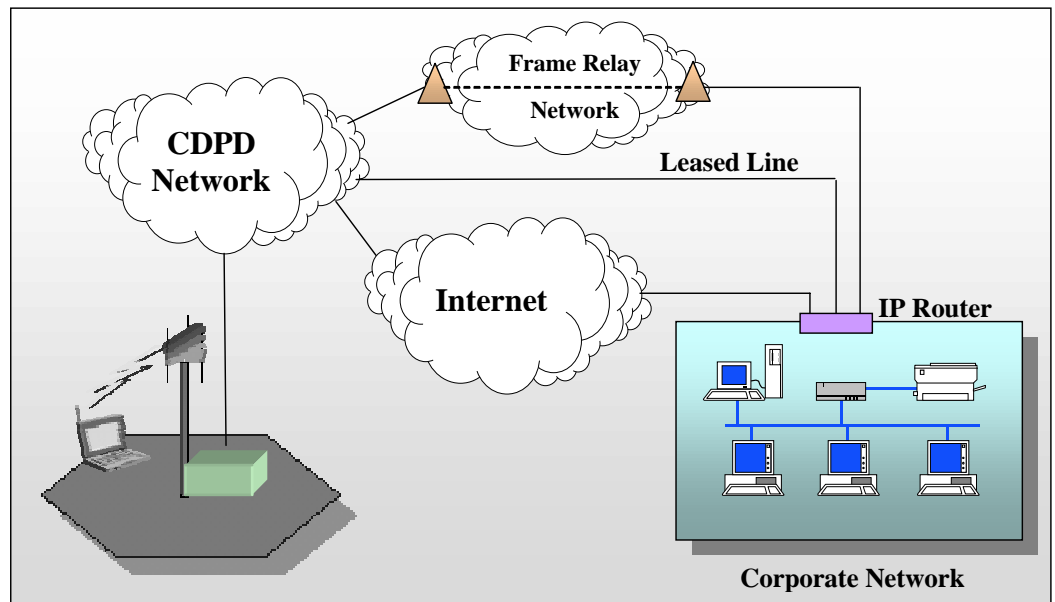 Frame Relay
Network
CDPD
Network
Leased Line
Internet
IP Router
Corporate Network